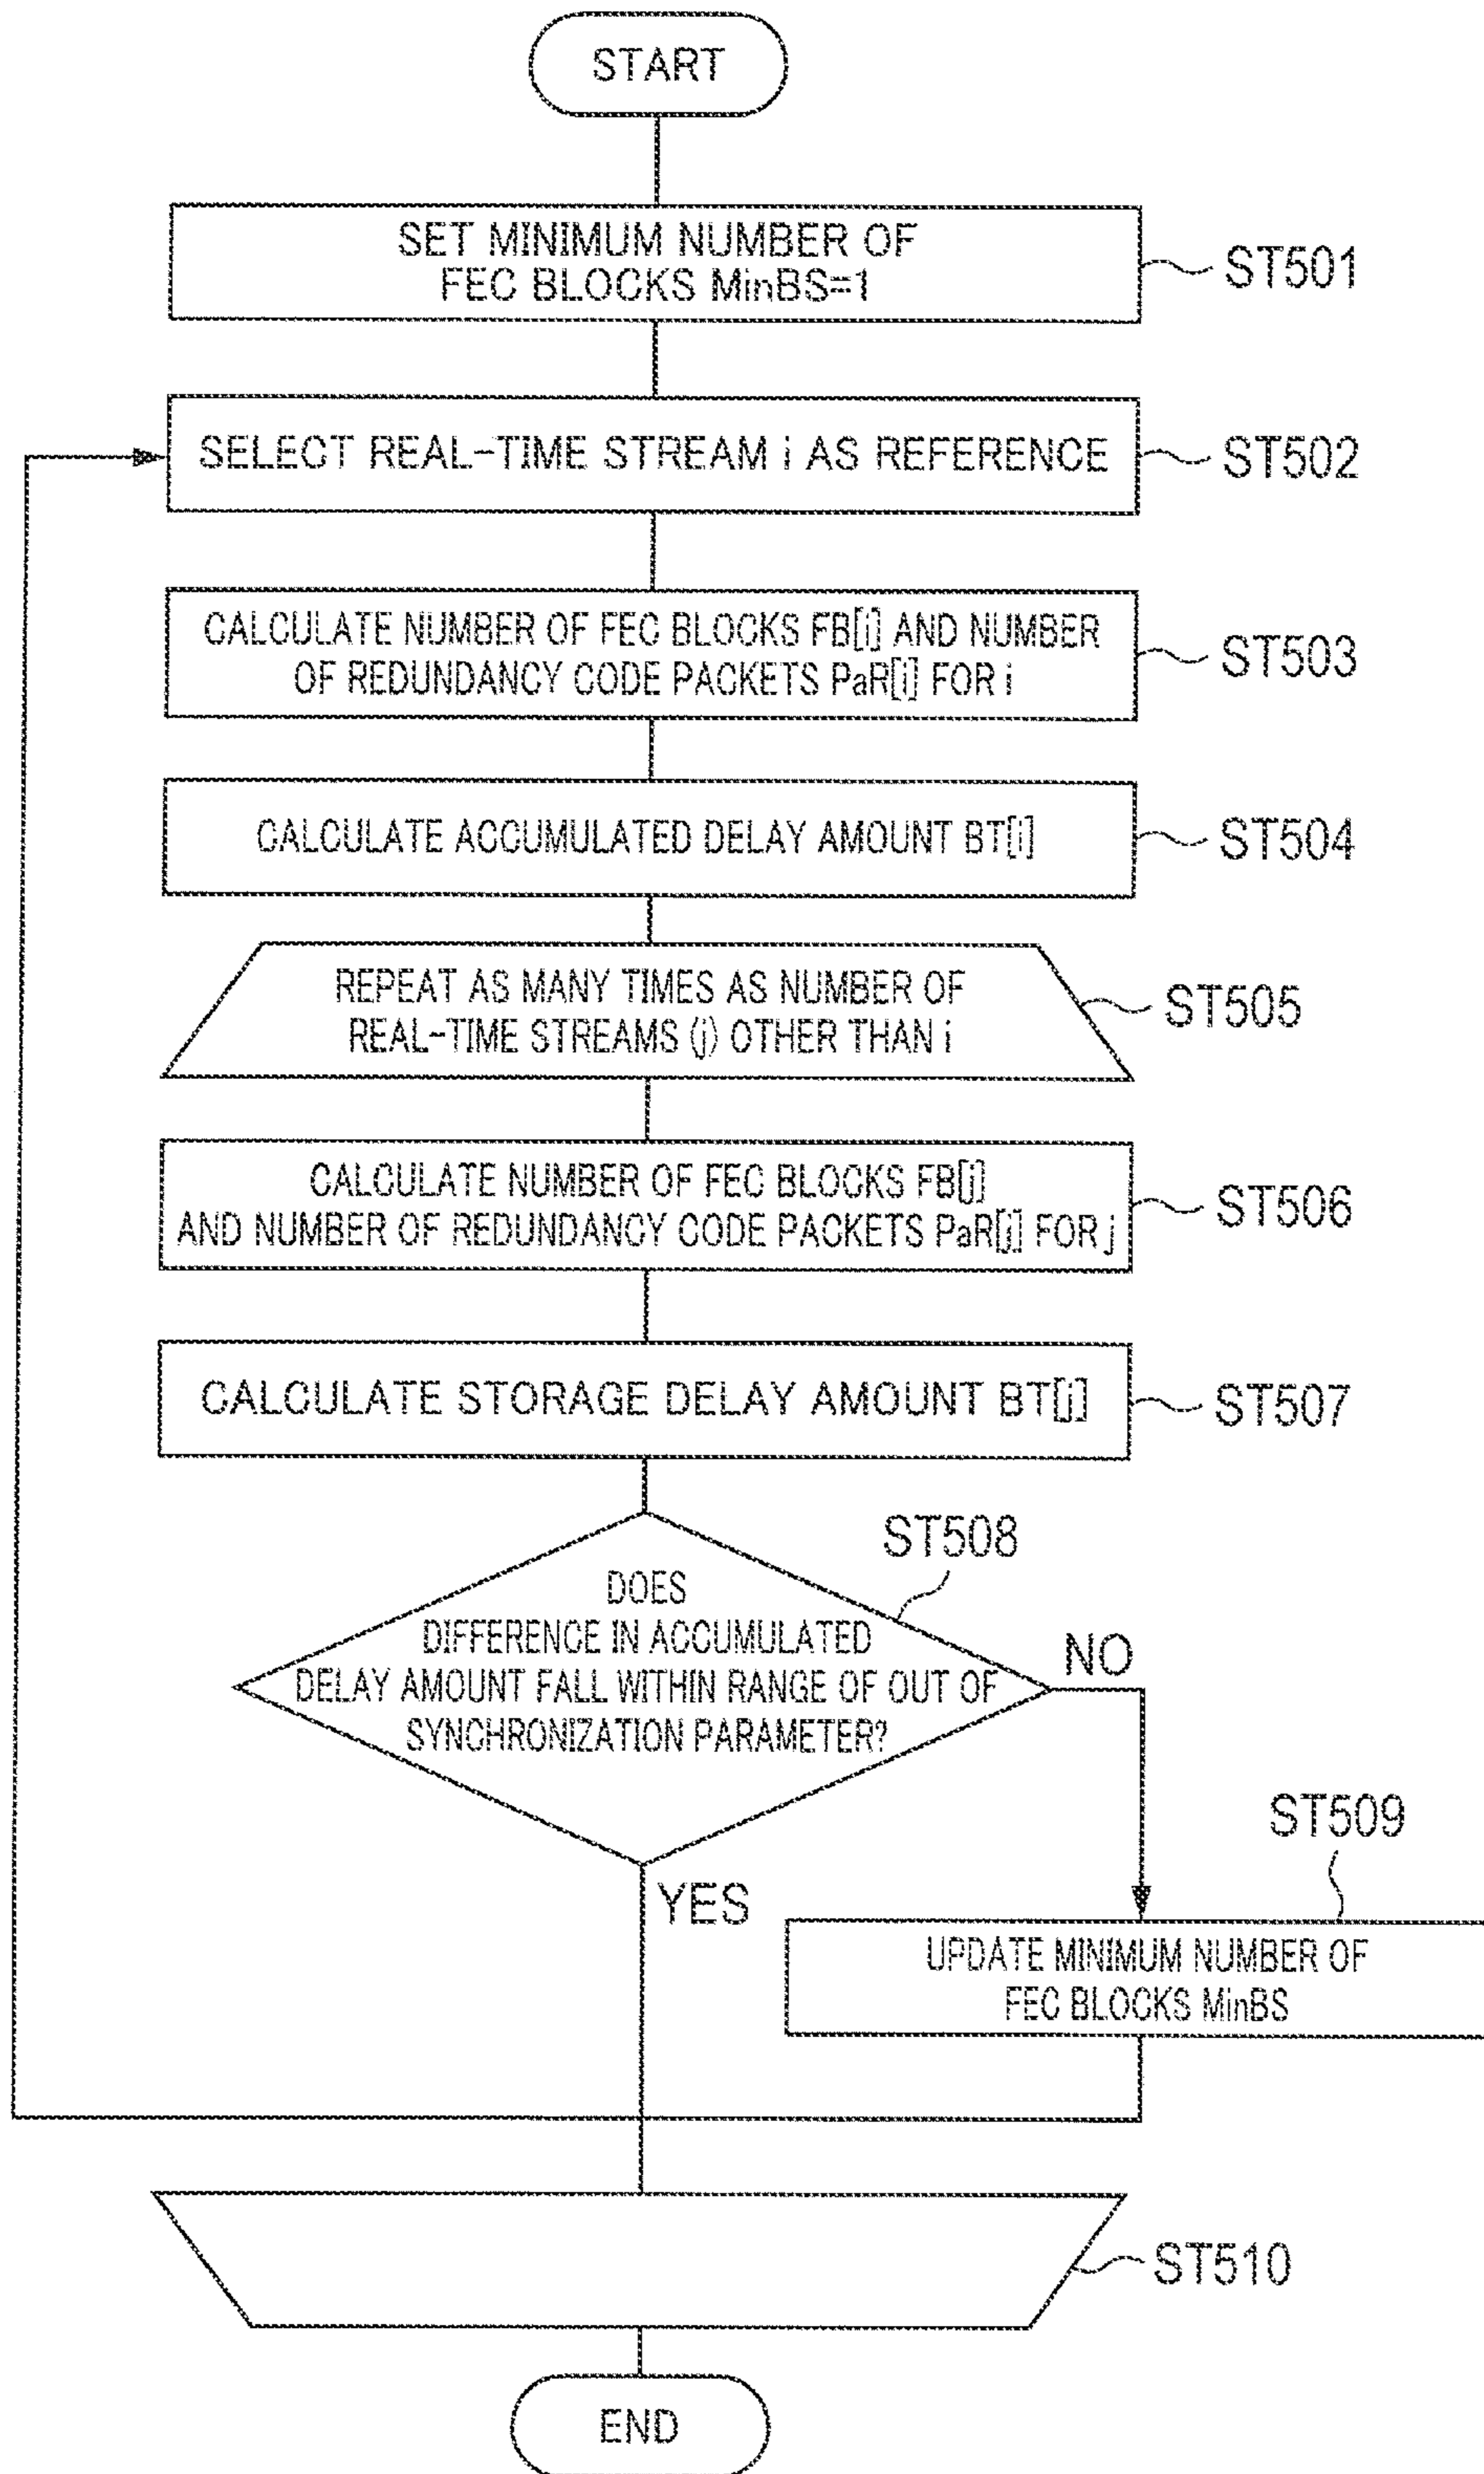 START
SET MINIMUM NUMBER OF
FEC BLOCKS MinBS=1
ST501
SELECT REAL-TIME STREAM i AS REFERENCE
ST502
CALCULATE NUMBER OF FEC BLOCKS FB[i] AND NUMBER
OF REDUNDANCY CODE PACKETS PaR[i] FOR i
ST503
CALCULATE ACCUMULATED DELAY AMOUNT BT[i]
ST504
REPEAT AS MANY TIMES AS NUMBER OF
REAL-TIME STREAMS (j) OTHER THAN i
ST505
CALCULATE NUMBER OF FEC BLOCKS FB[j]
AND NUMBER OF REDUNDANCY CODE PACKETS PaR[j] FOR j
ST506
CALCULATE STORAGE DELAY AMOUNT BT[j]
ST507
ST508
DOES
DIFFERENCE IN ACCUMULATED
DELAY AMOUNT FALL WITHIN RANGE OF OUT OF
SYNCHRONIZATION PARAMETER?
NO
YES
ST509
UPDATE MINIMUM NUMBER OF
FEC BLOCKS MinBS
ST510
END